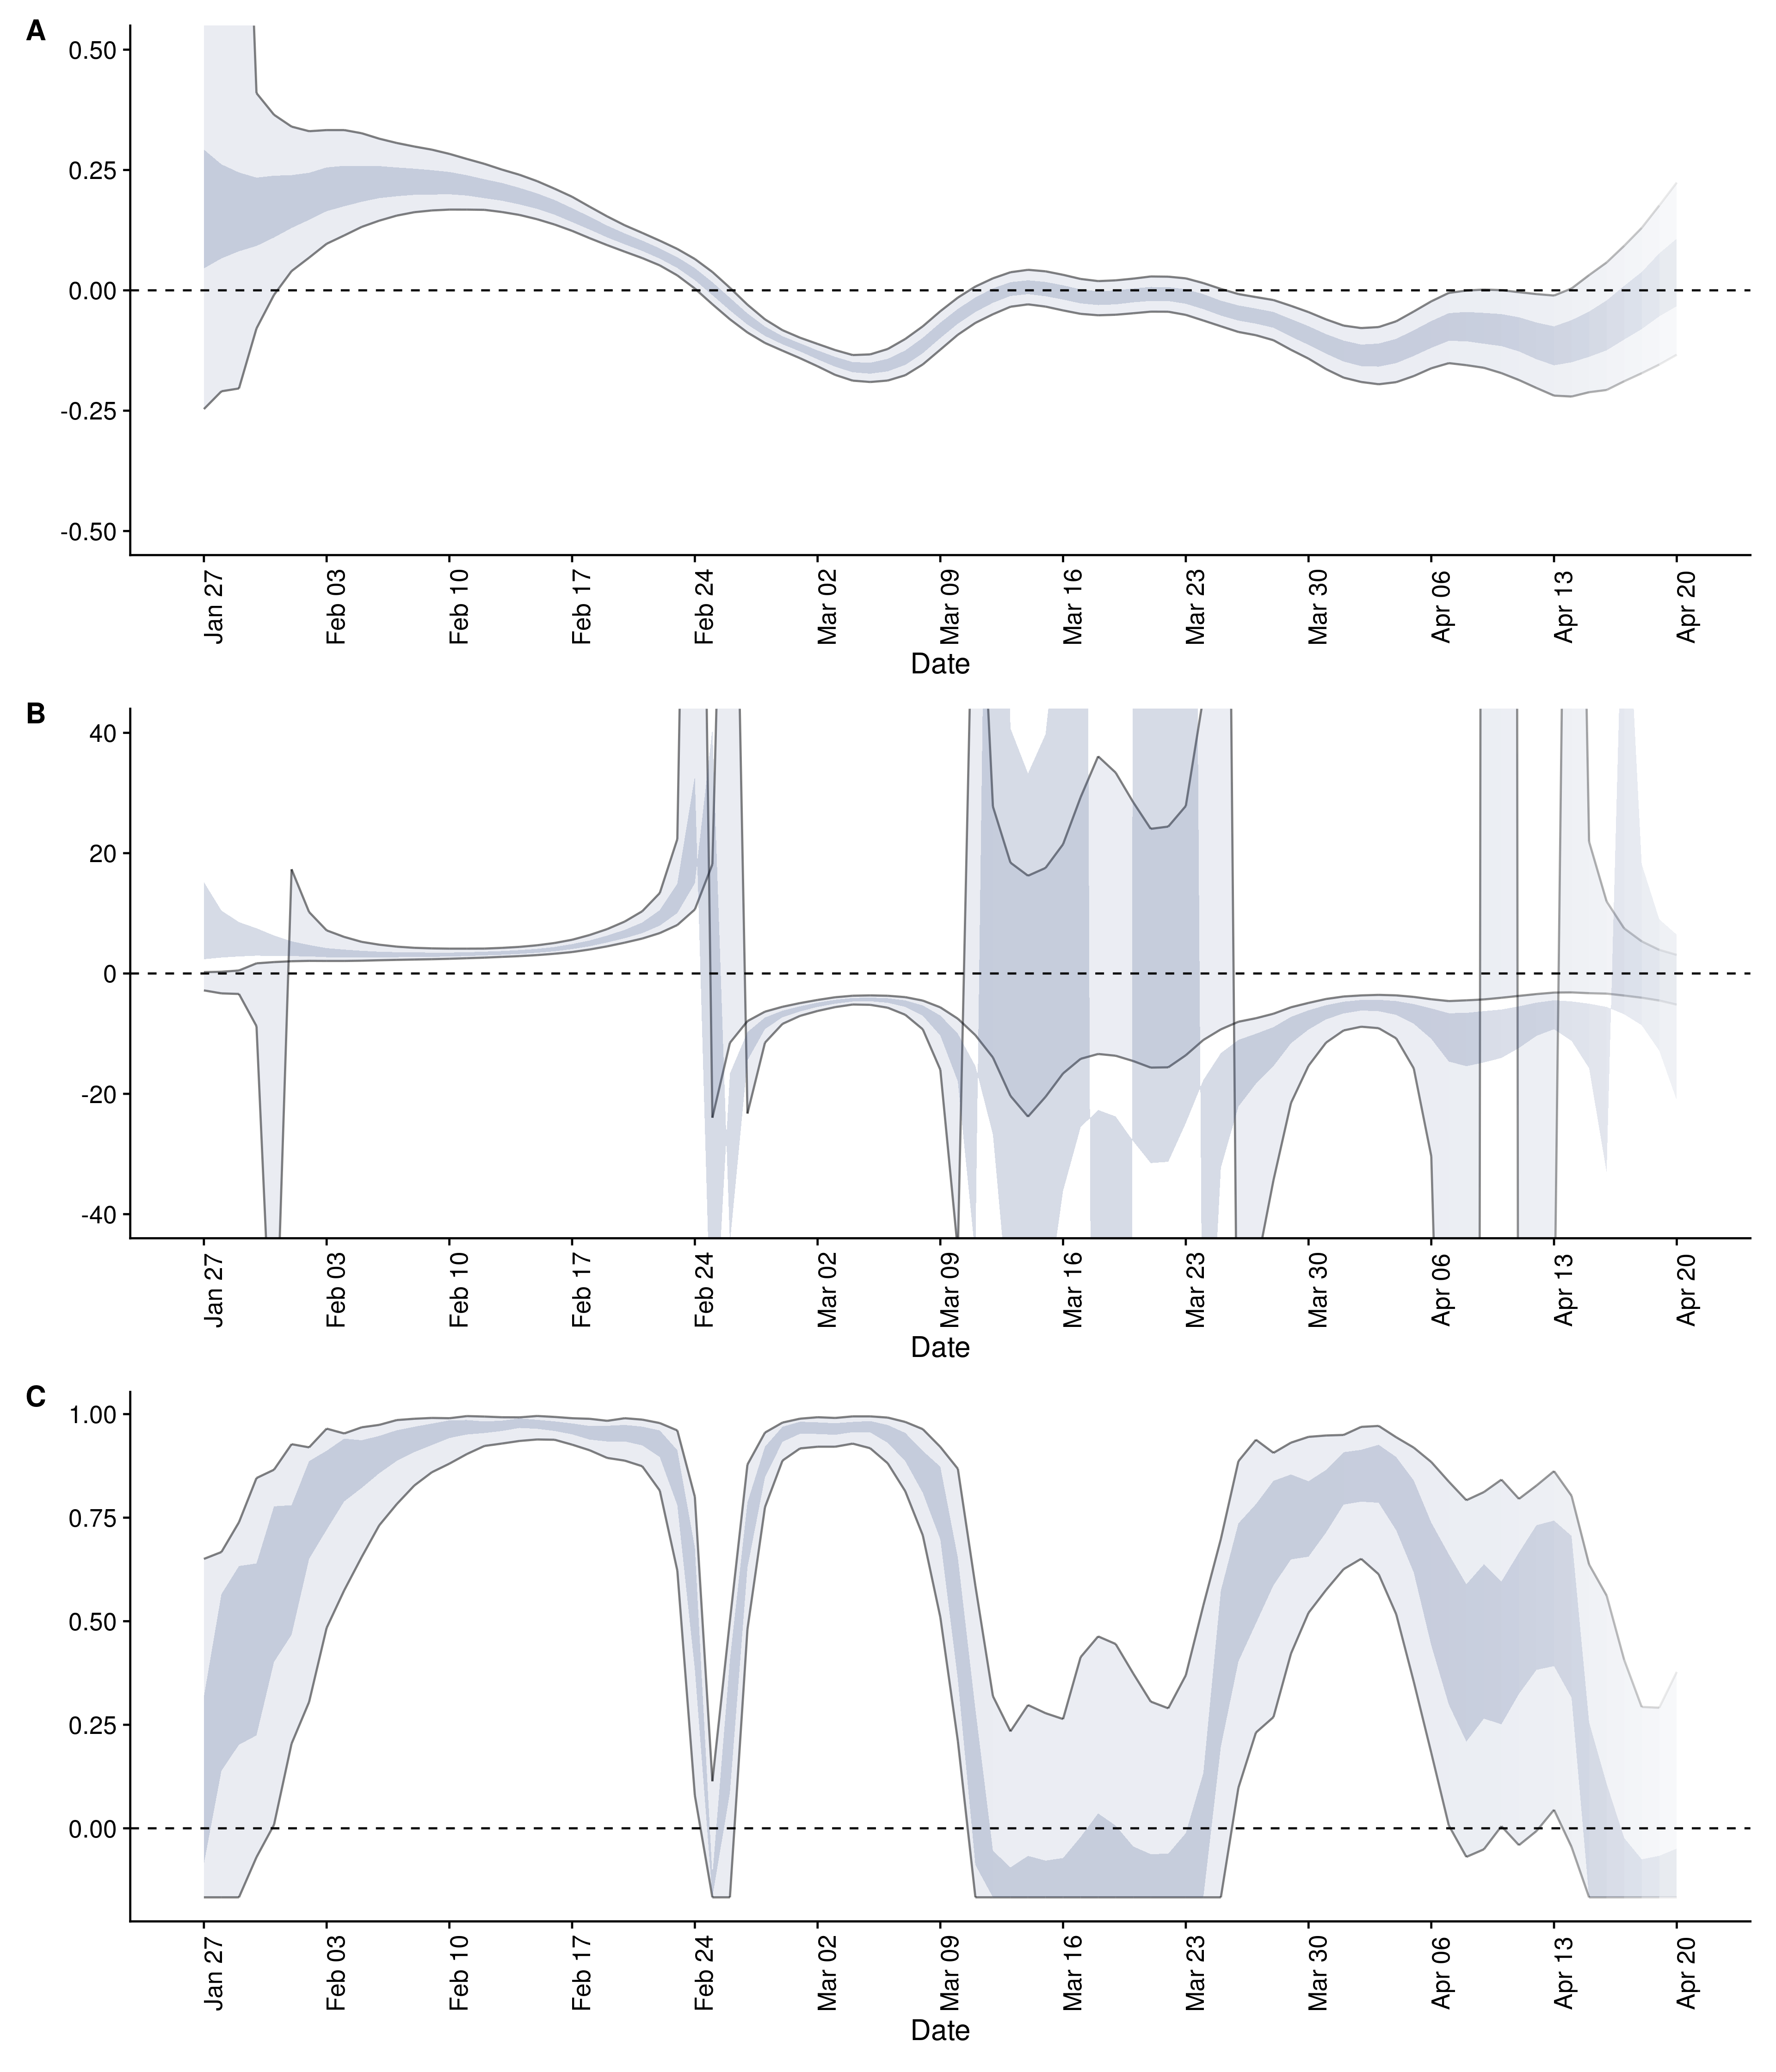 A
0.50
0.25
0.00
-0.25
-0.50
Jan 27
Feb 03
Feb 10
Feb 17
Feb 24
Mar 02
Mar 09
Mar 16
Mar 23
Mar 30
Apr 06
Apr 13
Apr 20
Date
B
40
20
0
-20
-40
Jan 27
Feb 03
Feb 10
Feb 17
Feb 24
Mar 02
Mar 09
Mar 16
Mar 23
Mar 30
Apr 06
Apr 13
Apr 20
Date
C
1.00
0.75
0.50
0.25
0.00
Jan 27
Feb 03
Feb 10
Feb 17
Feb 24
Mar 02
Mar 09
Mar 16
Mar 23
Mar 30
Apr 06
Apr 13
Apr 20
Date